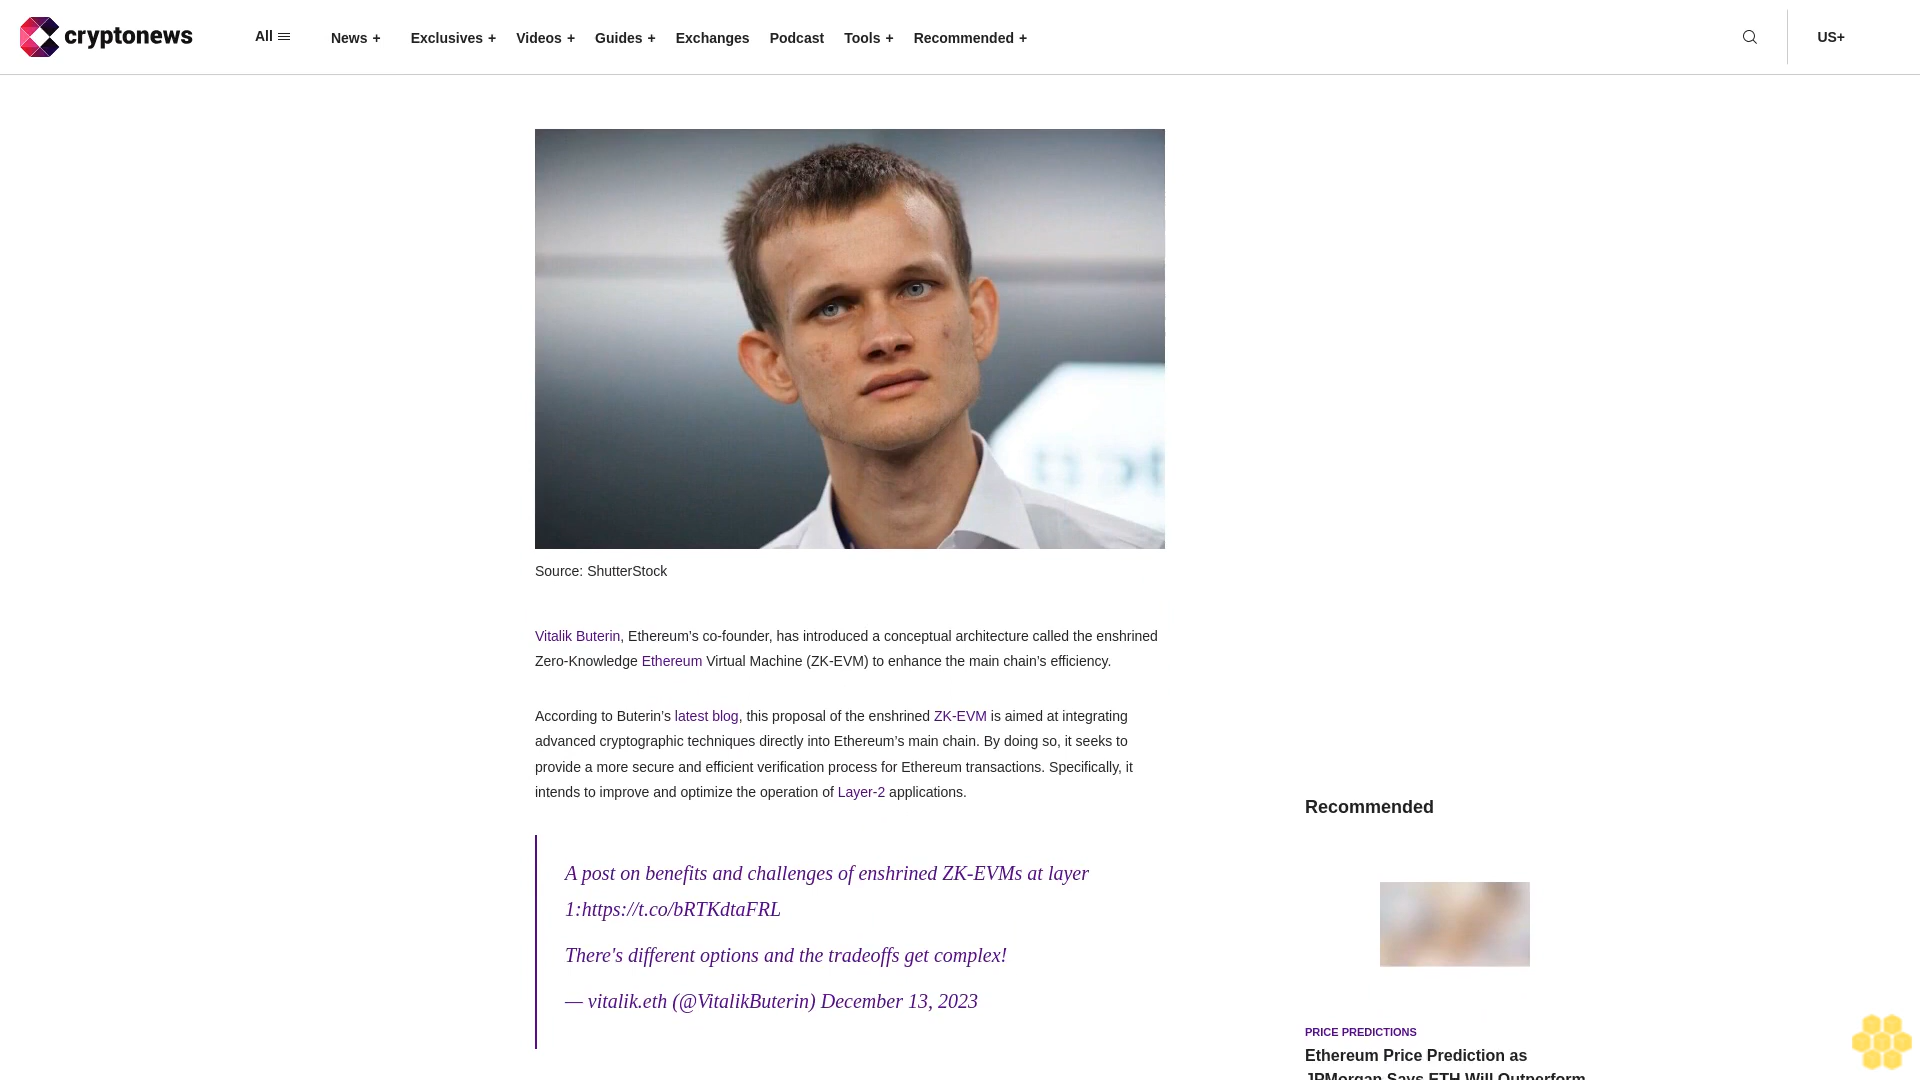 cryptonews
All
News +
Exclusives +
Videos +
Guides +
Exchanges
Podcast
Tools +
Recommended +
US+
Source: ShutterStock
Vitalik Buterin, Ethereum’s co-founder, has introduced a conceptual architecture called the enshrined
Zero-Knowledge Ethereum Virtual Machine (ZK-EVM) to enhance the main chain’s efficiency.
According to Buterin’s latest blog, this proposal of the enshrined ZK-EVM is aimed at integrating
advanced cryptographic techniques directly into Ethereum’s main chain. By doing so, it seeks to
provide a more secure and efficient verification process for Ethereum transactions. Specifically, it
intends to improve and optimize the operation of Layer-2 applications.
A post on benefits and challenges of enshrined ZK-EVMs at layer
1:https://t.co/bRTKdtaFRL
There's different options and the tradeoffs get complex!
— vitalik.eth (@VitalikButerin) December 13, 2023
Recommended
PRICE PREDICTIONS
Ethereum Price Prediction as
JPMorgan Says ETH Will Outperform